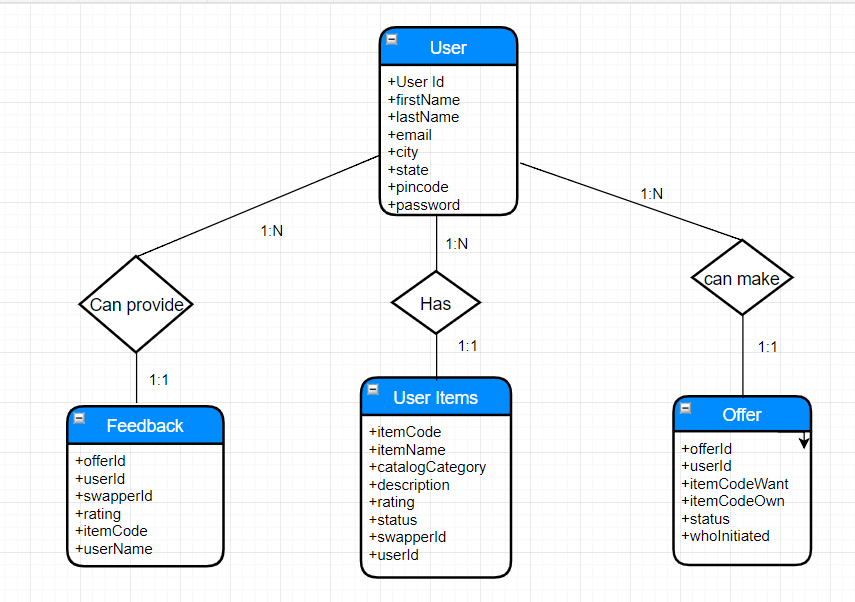 User
+User Id
+firstName
+lastName
+email
+city
+state
+pincode
+password
1:N
1:N
1:N
Can provide
Has
can make
1:1
1:1
1:1
Feedback
+offerId
+userId
+swapperId
+rating
+itemCode
+userName
User Items
+itemCode
+itemName
+catalogCategory
+description
+rating
+status
+swapperId
+userId
Offer
+offerId
+userId
+itemCodeWant
+itemCodeOwn
+status
+whoInitiated